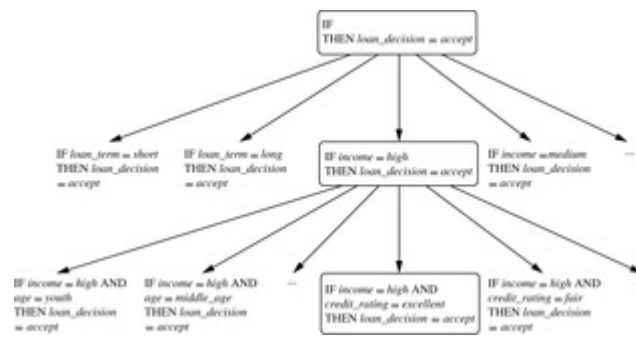 IF
THEN loan_decision = accept
IF loan_term = short
THEN loan_decision
= accept
IF loan_term = long
THEN loan_decision
= accept
IF income = high
THEN loan_decision = accept
IF income = medium
THEN loan_decision
= accept
...
IF income = high AND
age = youth
THEN loan_decision
= accept
IF income = high AND
age = middle_age
THEN loan_decision
= accept
...
IF income = high AND
credit_rating = excellent
THEN loan_decision = accept
IF income = high AND
credit_rating = fair
THEN loan_decision
= accept